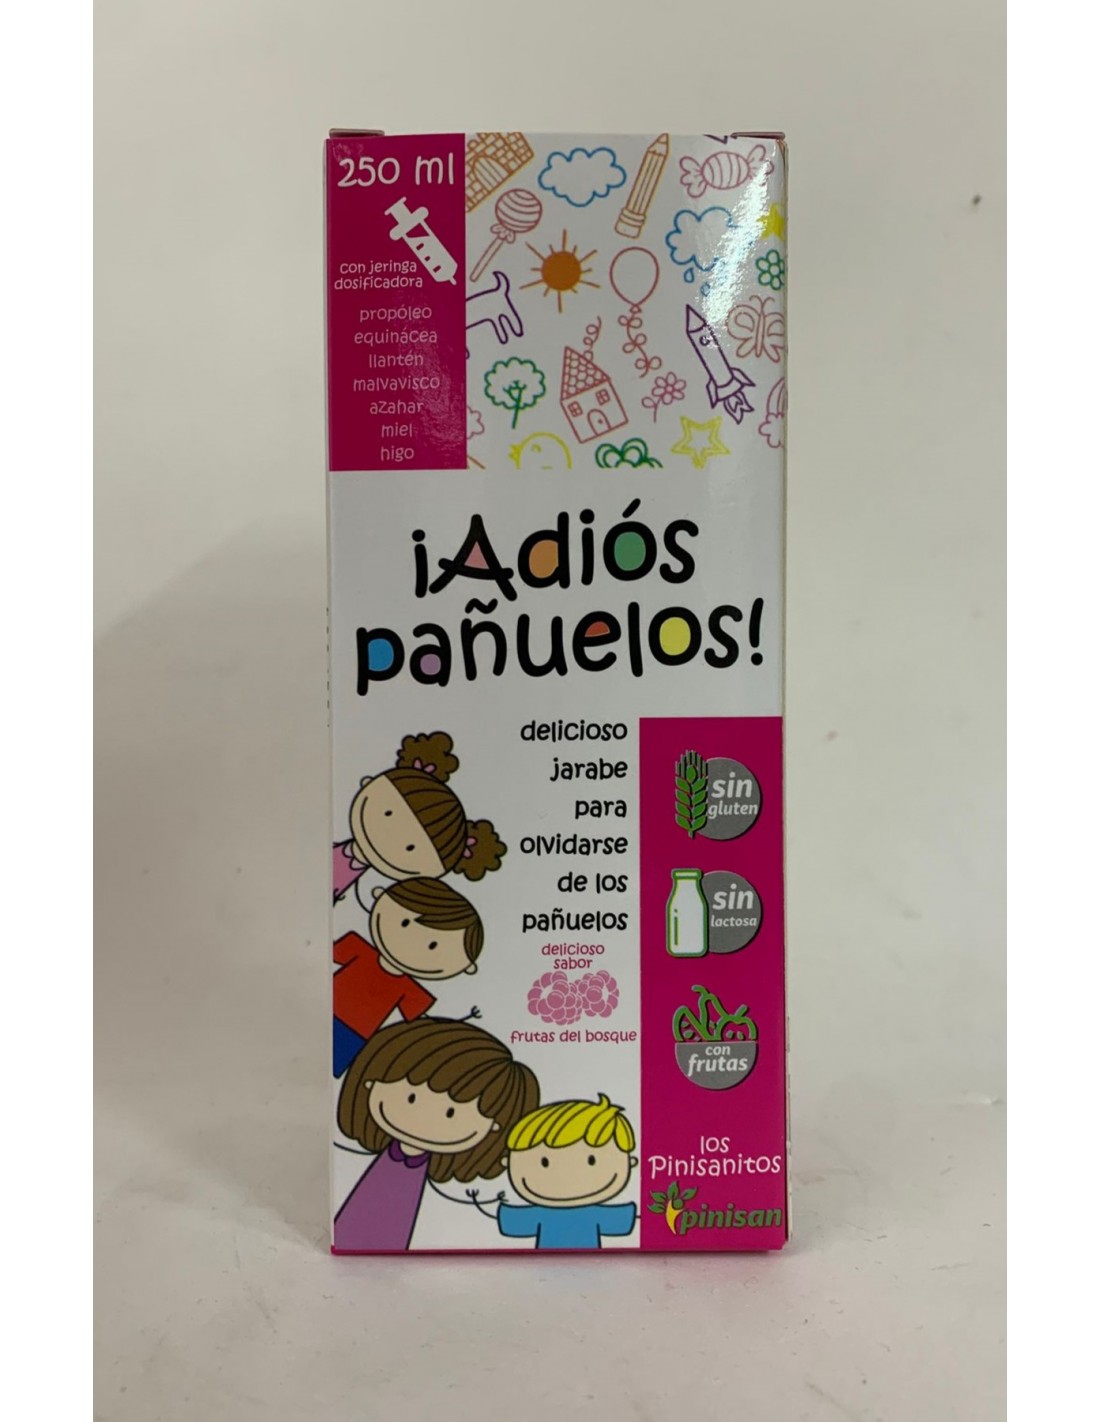 250 ml
con jeringa
dosificadora
propóleo
equinácea
llantén
malvavisco
azahar
miel
higo
¡Adiós
pañuelos!
delicioso
jarabe
para
olvidarse
de los
pañuelos
delicioso
sabor
frutas del bosque
sin
gluten
sin
lactosa
con
frutas
los
Pinisanitos
pinisan